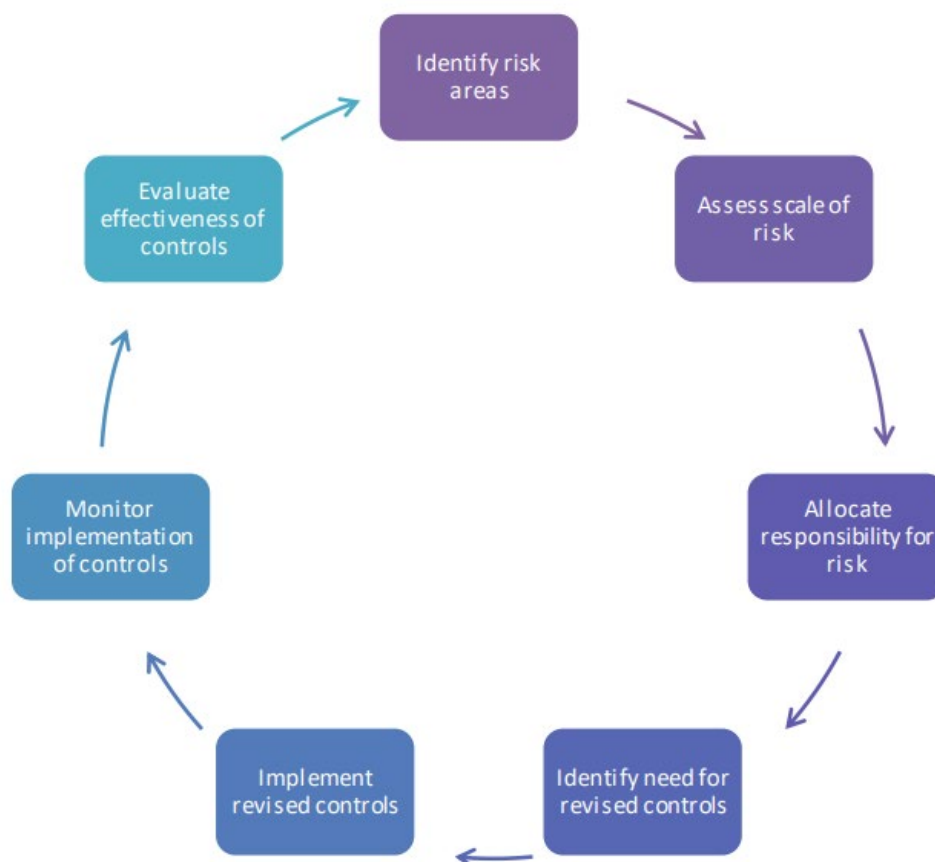 Identify risk
areas
Assess scale of
risk
Allocate
responsibility for
risk
Identify need for
revised controls
Implement
revised controls
Monitor
implementation
of controls
Evaluate
effectiveness of
controls